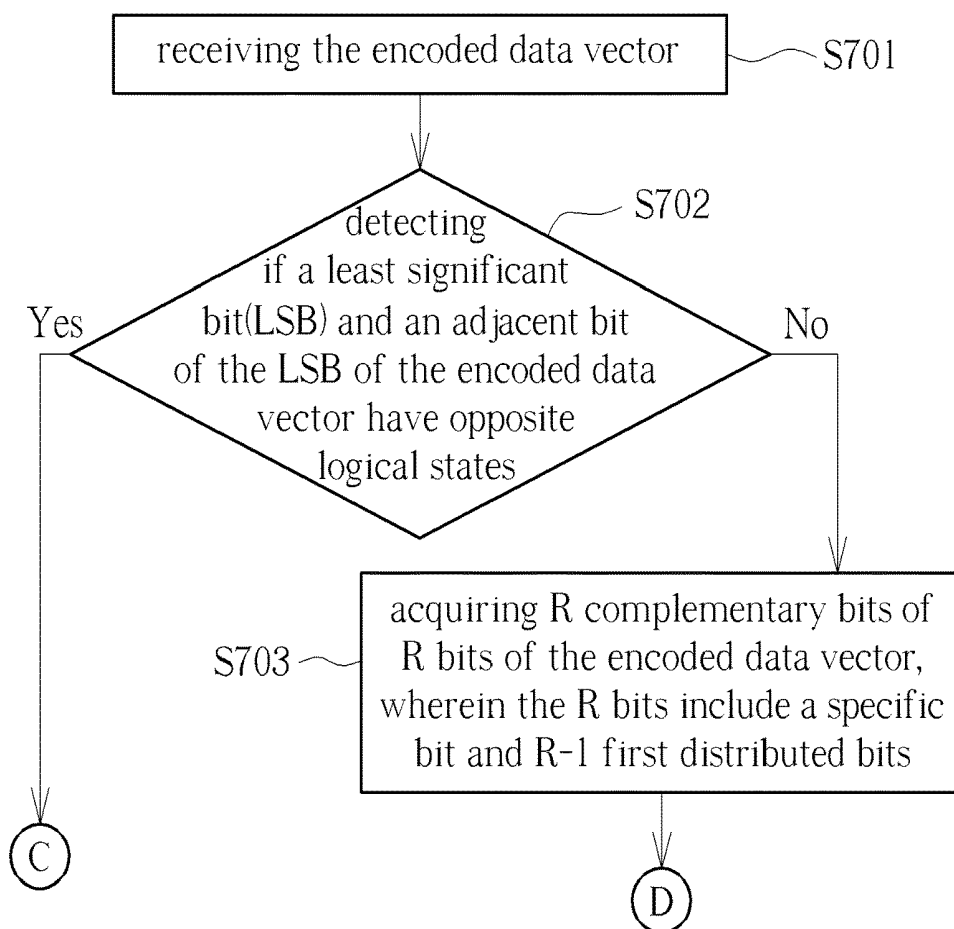 receiving the encoded data vector
S701
S702
detecting
if a least significant
bit(LSB) and an adjacent bit
of the LSB of the encoded data
vector have opposite
logical states
Yes
No
acquiring R complementary bits of
R bits of the encoded data vector,
wherein the R bits include a specific
bit and R-1 first distributed bits
S703
C
D